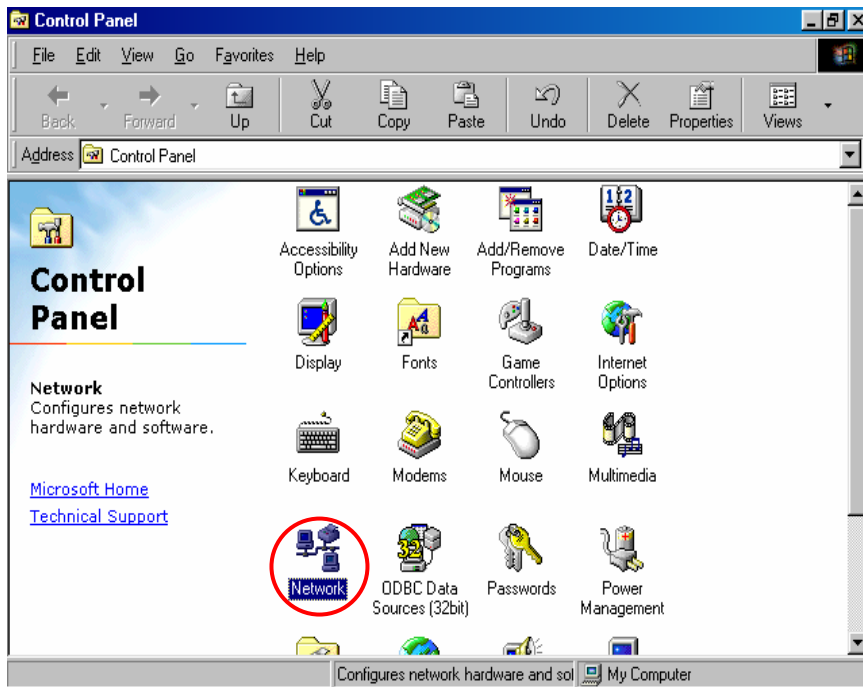 Control Panel
File Edit View Go Favorites Help
Back Forward Up Cut Copy Paste Undo Delete Properties Views
Address Control Panel
Control
Panel
Network
Configures network
hardware and software.
Microsoft Home
Technical Support
Accessibility
Options
Add New
Hardware
Add/Remove
Programs
Date/Time
Display
Fonts
Game
Controllers
Internet
Options
Keyboard
Modems
Mouse
Multimedia
Network
ODBC Data
Sources (32bit)
Passwords
Power
Management
Configures network hardware and sol My Computer